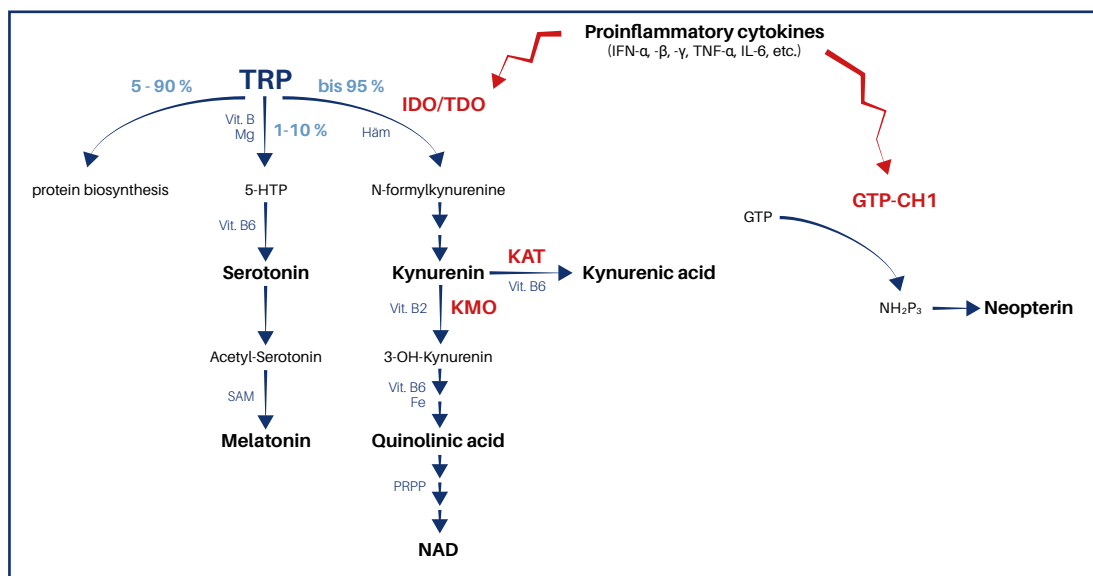 Proinflammatory cytokines
(IFN-α, -β, -γ, TNF-α, IL-6, etc.)
5 - 90 %
TRP
bis 95 %
IDO/TDO
Vit. B
Mg
1-10 %
Häm
protein biosynthesis
5-HTP
N-formylkynurenine
GTP-CH1
GTP
Vit. B6
KAT
Serotonin
Kynurenin
Kynurenic acid
Vit. B6
Vit. B2
KMO
NH₂P₃
Neopterin
Acetyl-Serotonin
3-OH-Kynurenin
SAM
Vit. B6
Fe
Melatonin
Quinolinic acid
PRPP
NAD